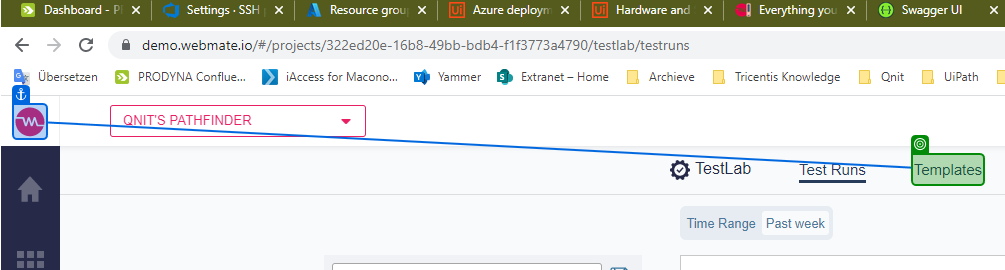 Dashboard - P
Settings · SSH
Resource group
Azure deploym
Hardware and
Everything you
Swagger UI
demo.webmate.io/#/projects/322ed20e-16b8-49bb-bdb4-f1f3773a4790/testlab/testruns
Übersetzen
PRODYNA Conflue...
iAccess for Macono...
Yammer
Extranet – Home
Archieve
Tricentis Knowledge
Qnit
UiPath
QNIT'S PATHFINDER
TestLab
Test Runs
Templates
Time Range
Past week